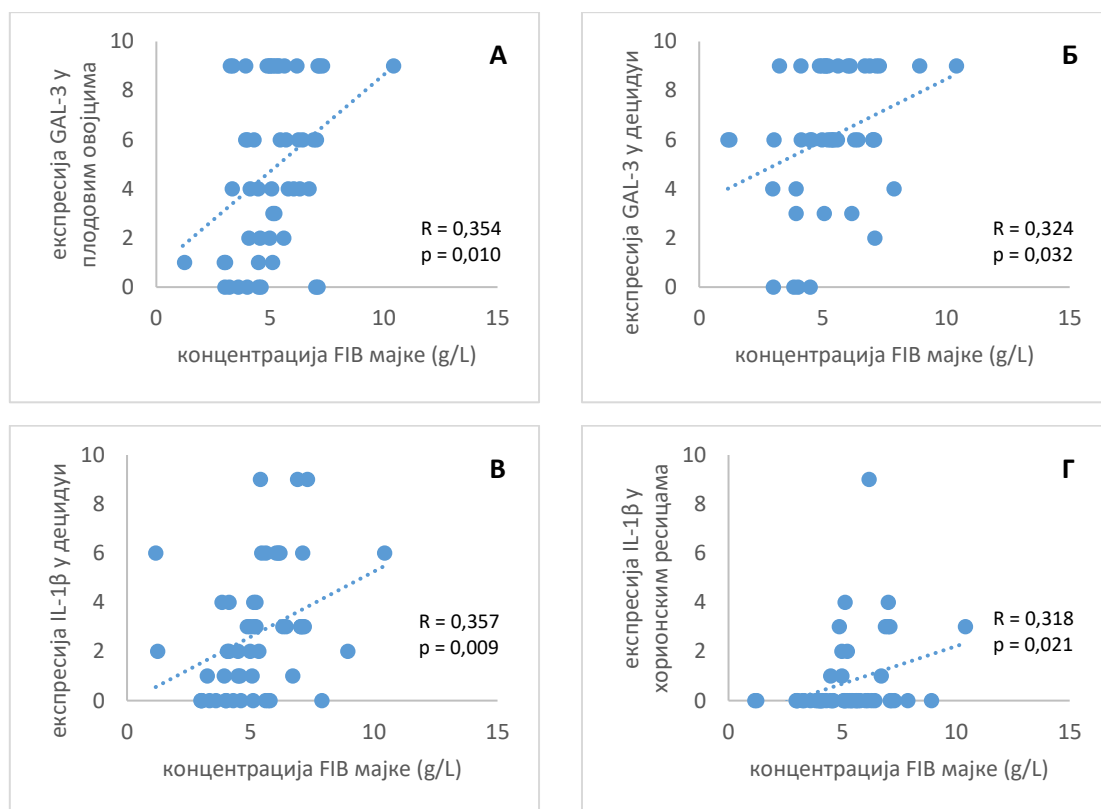 А
експресија GAL-3 у
плодовим овојцима
10
8
6
4
2
0
0
5
10
15
R = 0,354
p = 0,010
концентрација FIB мајке (g/L)
Б
експресија GAL-3 у децидуи
10
8
6
4
2
0
0
5
10
15
R = 0,324
p = 0,032
концентрација FIB мајке (g/L)
В
експресија IL-1β у децидуи
10
8
6
4
2
0
0
5
10
15
R = 0,357
p = 0,009
концентрација FIB мајке (g/L)
Г
експресија IL-1β у
хорионским ресицама
10
8
6
4
2
0
0
5
10
15
R = 0,318
p = 0,021
концентрација FIB мајке (g/L)